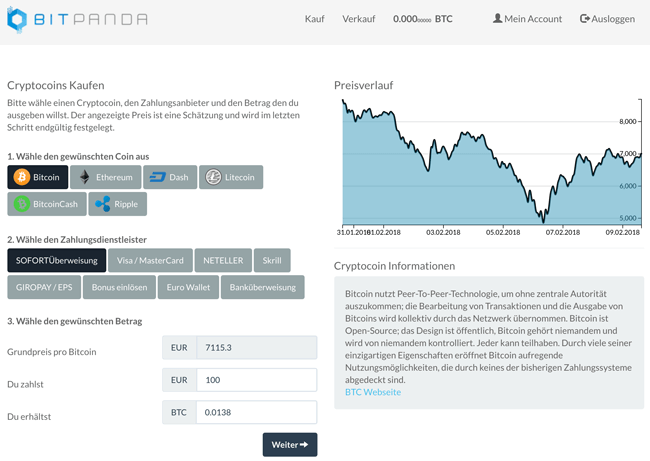 BITPANDA
Kauf Verkauf 0.00000000 BTC Mein Account Ausloggen
Cryptocoins Kaufen
Bitte wähle einen Cryptocoin, den Zahlungsanbieter und den Betrag den du
ausgeben willst. Der angezeigte Preis ist eine Schätzung und wird im letzten
Schritt endgültig festgelegt.
1. Wähle den gewünschten Coin aus
Bitcoin Ethereum Dash Litecoin
BitcoinCash Ripple
2. Wähle den Zahlungsdienstleister
SOFORTÜberweisung Visa / MasterCard NETELLER Skrill
GIROPAY / EPS Bonus einlösen Euro Wallet Banküberweisung
3. Wähle den gewünschten Betrag
Grundpreis pro Bitcoin EUR 7115.3
Du zahlst EUR 100
Du erhältst BTC 0.0138
Weiter
Preisverlauf
8,000
7,000
6,000
5,000
31.01.2018 01.02.2018 03.02.2018 05.02.2018 07.02.2018 09.02.2018
Cryptocoin Informationen
Bitcoin nutzt Peer-To-Peer-Technologie, um ohne zentrale Autorität
auszukommen; die Bearbeitung von Transaktionen und die Ausgabe von
Bitcoins wird kollektiv durch das Netzwerk übernommen. Bitcoin ist
Open-Source; das Design ist öffentlich, Bitcoin gehört niemandem und
wird von niemandem kontrolliert. Jeder kann teilhaben. Durch viele seiner
einzigartigen Eigenschaften eröffnet Bitcoin aufregende
Nutzungsmöglichkeiten, die durch keines der bisherigen Zahlungssysteme
abgedeckt sind.
BTC Webseite